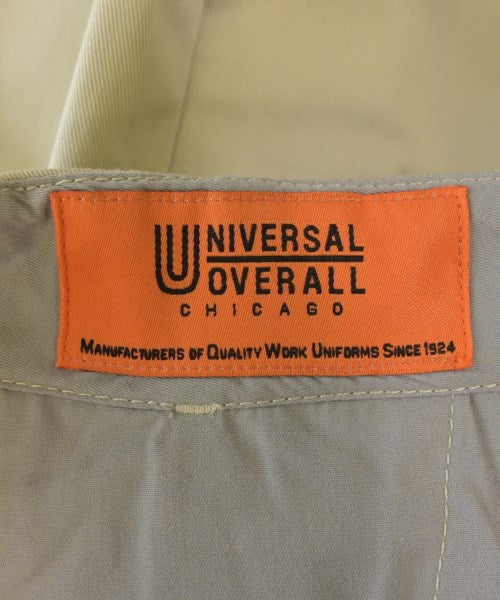 UNIVERSAL
OVERALL
CHICAGO
MANUFACTURERS OF QUALITY WORK UNIFORMS SINCE 1924